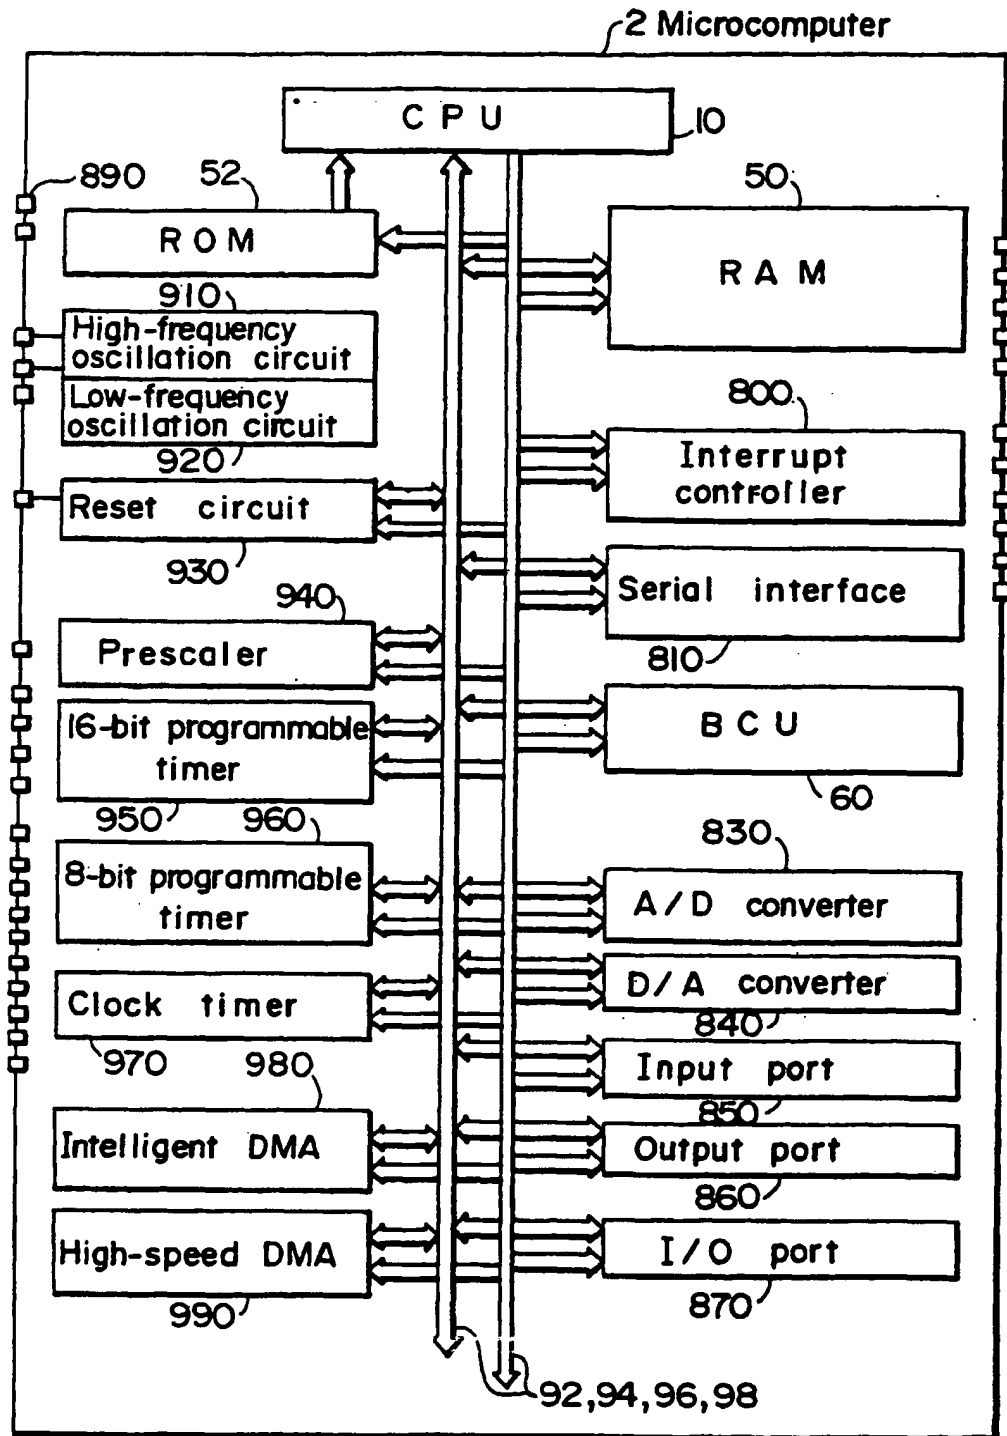 2 Microcomputer
CPU
10
890
52
50
ROM
RAM
910
High-frequency
oscillation circuit
Low-frequency
oscillation circuit
920
800
Interrupt
controller
Reset circuit
930
Serial interface
810
940
Prescaler
BCU
60
16-bit programmable
timer
950
960
8-bit programmable
timer
830
A/D converter
D/A converter
840
Clock timer
970
Input port
850
980
Intelligent DMA
Output port
860
High-speed DMA
990
I/O port
870
92,94,96,98